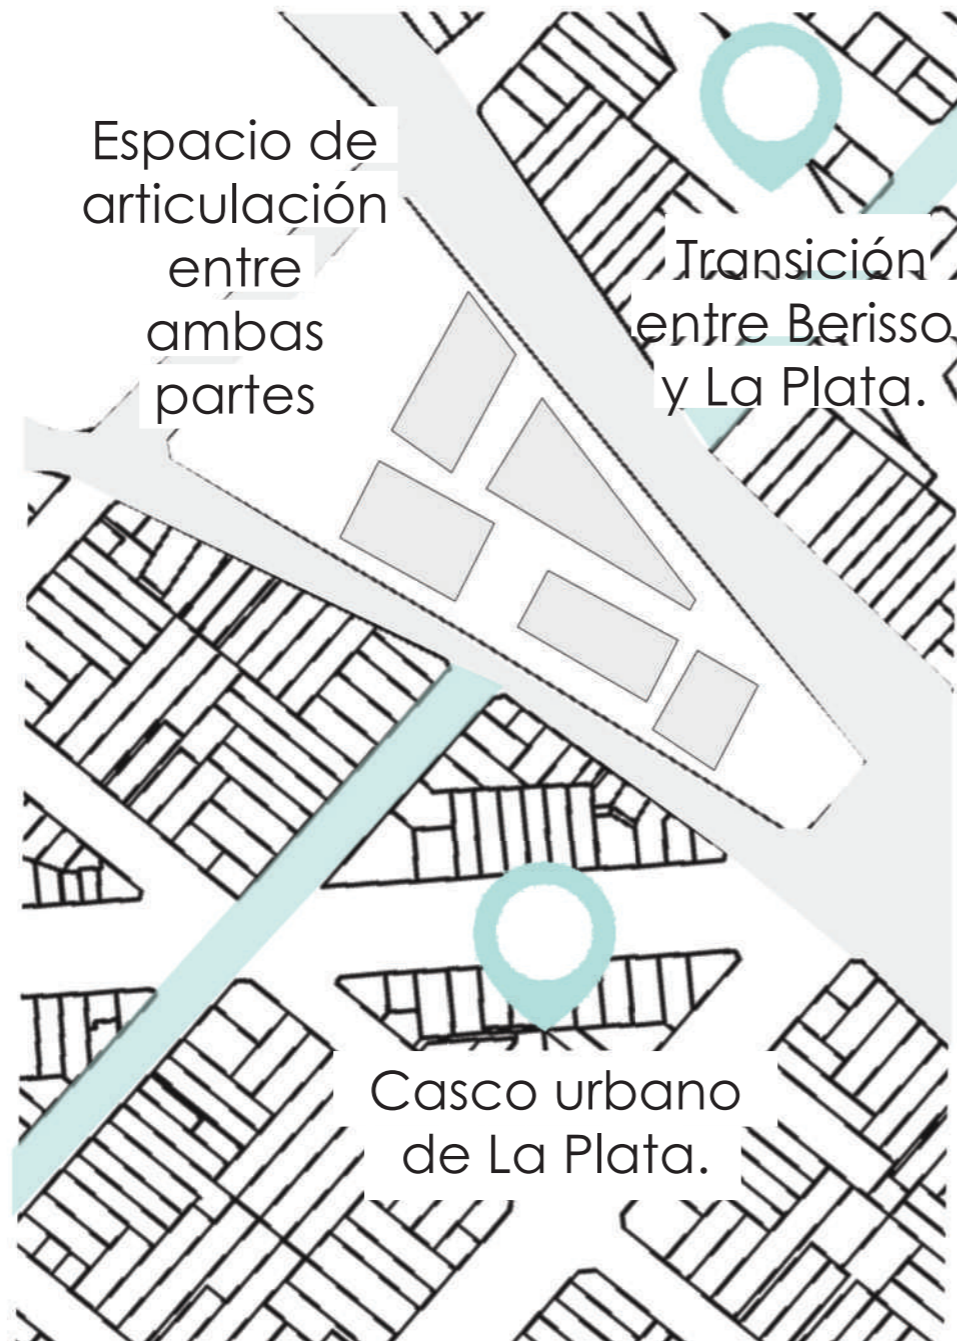 Espacio de
articulación
entre
ambas
partes
Transición
entre Berisso
y La Plata.
Casco urbano
de La Plata.